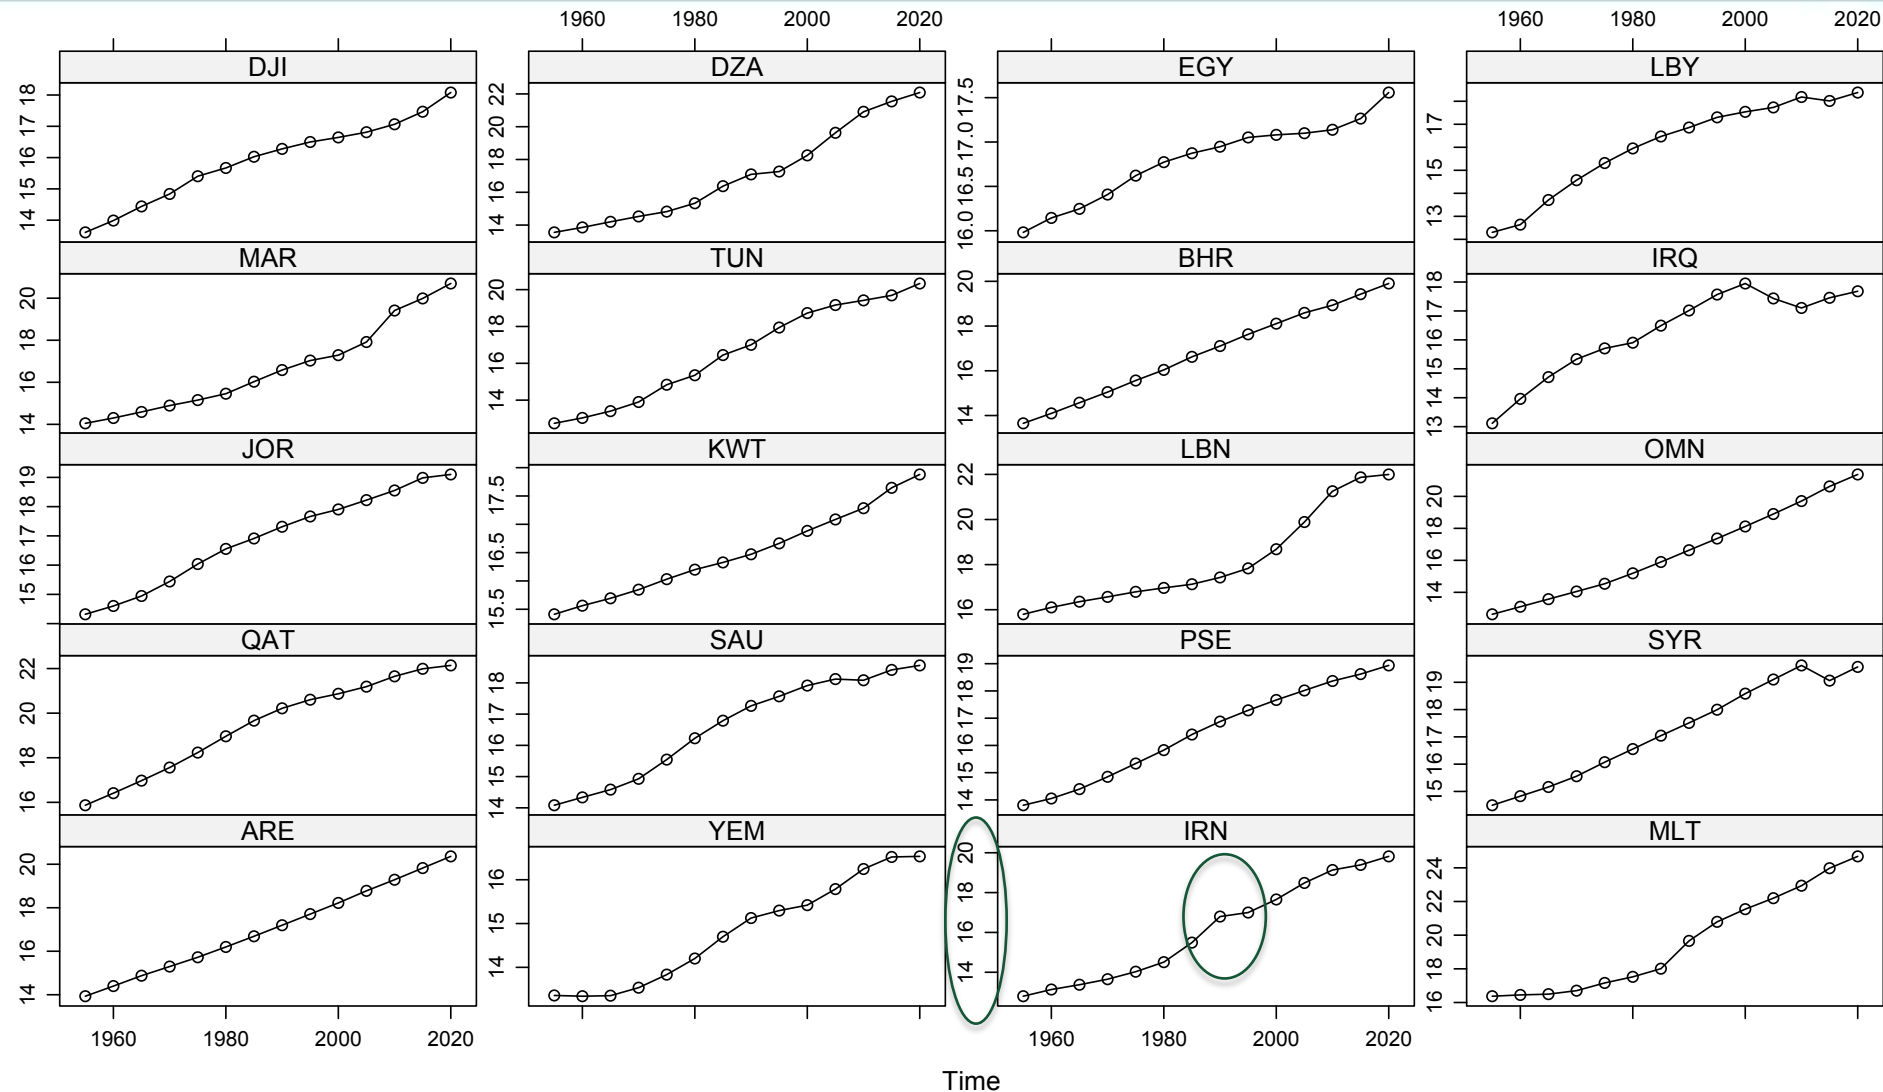 1960 1980 2000 2020 1960 1980 2000 2020
DJI DZA EGY LBY
14 15 16 17 18 14 16 18 20 22 16.0 16.5 17.0 17.5 13 15 17
MAR TUN BHR IRQ
14 16 18 20 14 16 18 20 14 16 18 20 13 14 15 16 17 18
JOR KWT LBN OMN
15 16 17 18 19 15.5 16.5 17.5 16 18 20 22 14 16 18 20
QAT SAU PSE SYR
16 18 20 22 14 15 16 17 18 14 15 16 17 18 19 15 16 17 18 19
ARE YEM IRN MLT
14 16 18 20 14 15 16 14 16 18 20 16 18 20 22 24
1960 1980 2000 2020 1960 1980 2000 2020
Time